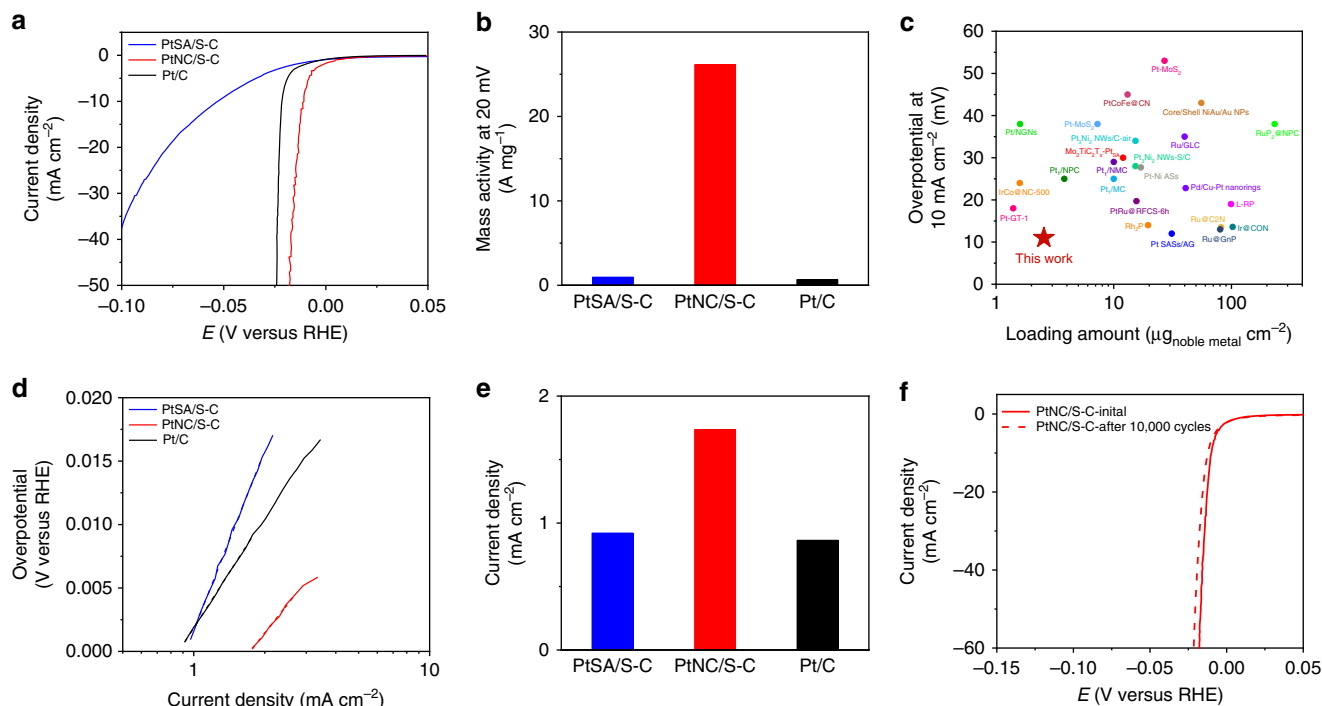 a
PtSA/S-C
PtNC/S-C
Pt/C
0
−10
−20
−30
−40
−50
−0.10
−0.05
0.00
0.05
Current density
(mA cm⁻²)
E (V versus RHE)
b
30
20
10
0
Mass activity at 20 mV
(A mg⁻¹)
PtSA/S-C
PtNC/S-C
Pt/C
c
60
50
40
30
20
10
0
Overpotential at
10 mA cm⁻² (mV)
Pt-MoS₂
PtCoFe@CN
Core/Shell NiAu/Au NPs
Pt/NGNs
Pt-MoS₂
RuP₂@NPC
Pt₃Ni₂ NWs/C-air
Ru/GLC
Mo₂TiC₂Tₓ-Pt_SA
Pt₃Ni₂ NWs-S/C
Pt₁/NPC
Pt₁/NMC
Pt-Ni ASs
IrCo@NC-500
Pt₁/MC
Pd/Cu-Pt nanorings
Pt-GT-1
PtRu@RFCS-6h
L-RP
Rh₂P
Ru@C2N
Ir@CON
Pt SASs/AG
Ru@GnP
This work
1
10
100
Loading amount (μg_noble metal cm⁻²)
d
PtSA/S-C
PtNC/S-C
Pt/C
0.020
0.015
0.010
0.005
0.000
1
10
Overpotential
(V versus RHE)
Current density (mA cm⁻²)
e
2
1
0
Current density
(mA cm⁻²)
PtSA/S-C
PtNC/S-C
Pt/C
f
PtNC/S-C-inital
PtNC/S-C-after 10,000 cycles
0
−20
−40
−60
−0.15
−0.10
−0.05
0.00
0.05
Current density
(mA cm⁻²)
E (V versus RHE)